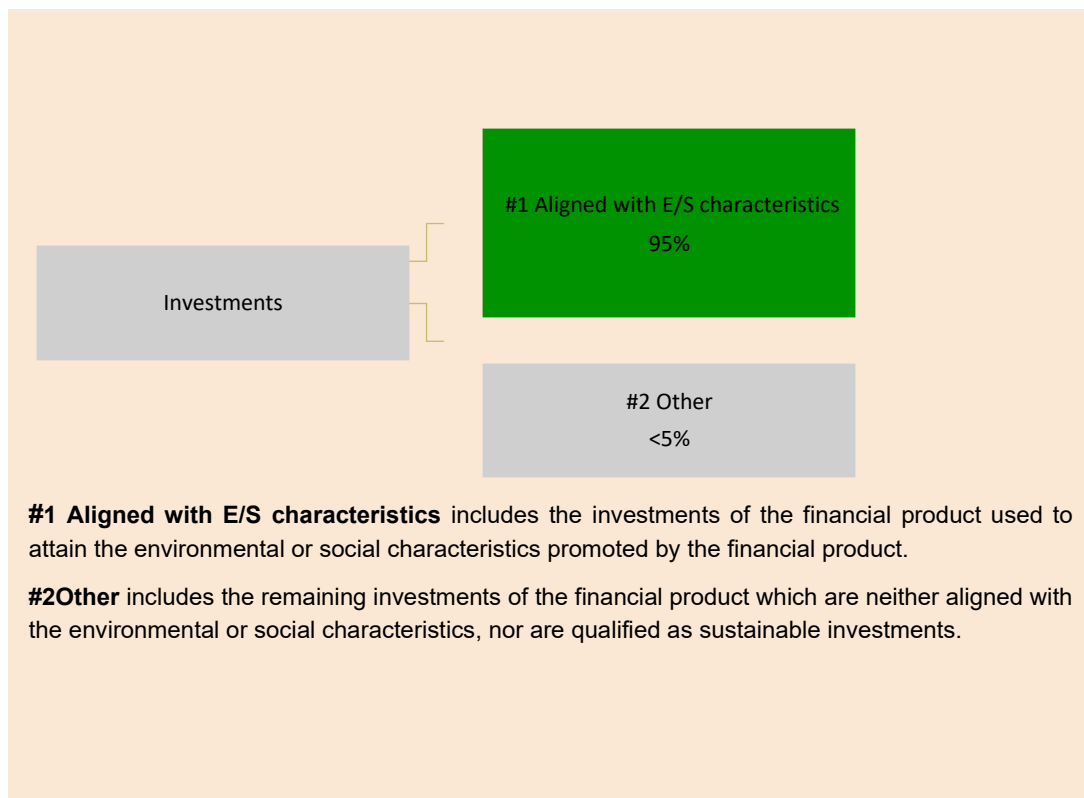 #1 Aligned with E/S characteristics
95%
Investments
#2 Other
<5%
#1 Aligned with E/S characteristics includes the investments of the financial product used to
attain the environmental or social characteristics promoted by the financial product.
#2Other includes the remaining investments of the financial product which are neither aligned with
the environmental or social characteristics, nor are qualified as sustainable investments.